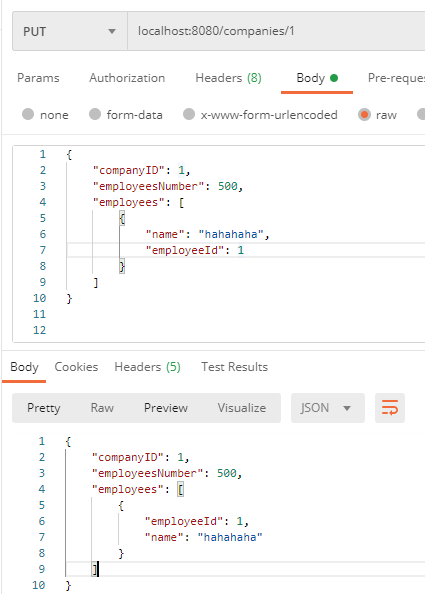 PUT localhost:8080/companies/1
Params Authorization Headers (8) Body
none form-data x-www-form-urlencoded raw
1 {
2 "companyID": 1,
3 "employeesNumber": 500,
4 "employees": [
5 {
6 "name": "hahahaha",
7 "employeeId": 1
8 }
9 ]
10 }
11
12
Body Cookies Headers (5) Test Results
Pretty Raw Preview Visualize JSON
1 {
2 "companyID": 1,
3 "employeesNumber": 500,
4 "employees": [
5 {
6 "employeeId": 1,
7 "name": "hahahaha"
8 }
9 ]
10 }